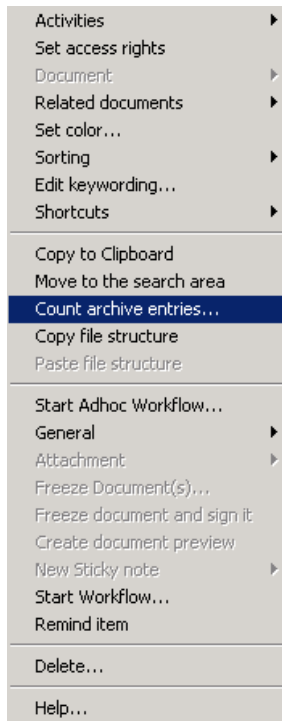 Activities
Set access rights
Document
Related documents
Set color...
Sorting
Edit keywording...
Shortcuts
Copy to Clipboard
Move to the search area
Count archive entries...
Copy file structure
Paste file structure
Start Adhoc Workflow...
General
Attachment
Freeze Document(s)...
Freeze document and sign it
Create document preview
New Sticky note
Start Workflow...
Remind item
Delete...
Help...